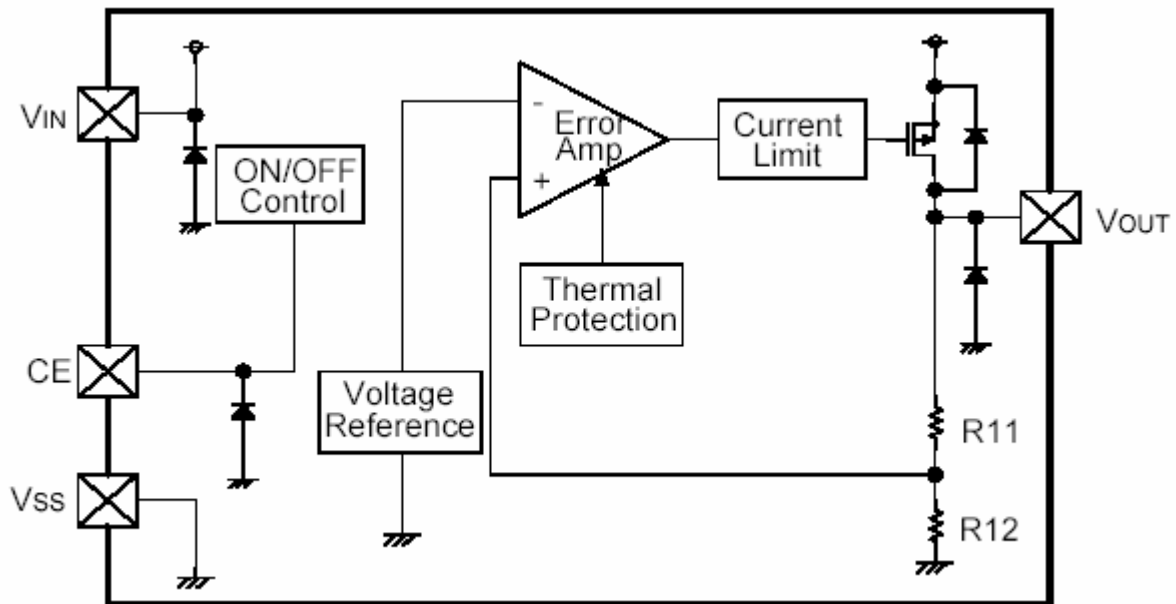 VIN
ON/OFF
Control
-
Error
Amp
+
Current
Limit
VOUT
Thermal
Protection
CE
Voltage
Reference
R11
VSS
R12